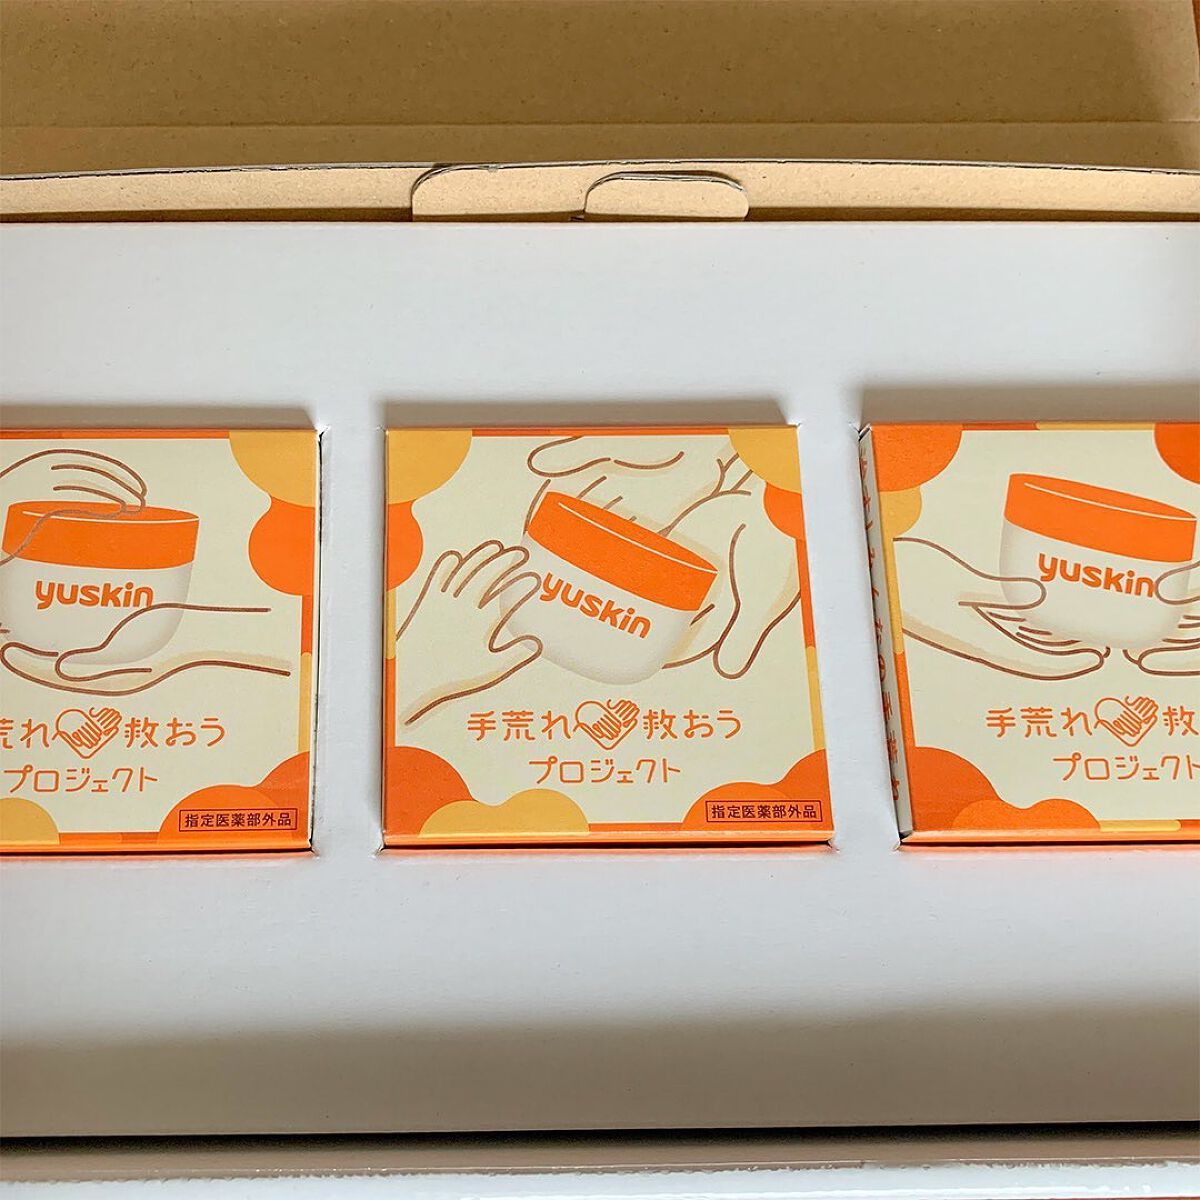 yuskin
荒れ 救おう
プロジェクト
指定医薬部外品
yuskin
手荒れ 救おう
プロジェクト
指定医薬部外品
yuskin
手荒れ 救
プロジェクト